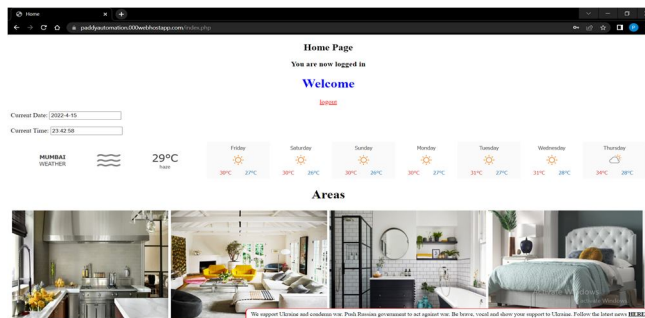 Home
paddyautomation.000webhostapp.com/index.php
Home Page
You are now logged in
Welcome
logout
Current Date: 2022-4-15
Current Time: 23:42:58
MUMBAI
WEATHER
29°C
haze
Friday Saturday Sunday Monday Tuesday Wednesday Thursday
30°C 27°C 30°C 26°C 30°C 26°C 30°C 27°C 31°C 27°C 31°C 28°C 34°C 28°C
Areas
We support Ukraine and condemn war. Push Russian government to act against war. Be brave, vocal and show your support to Ukraine. Follow the latest news HERE